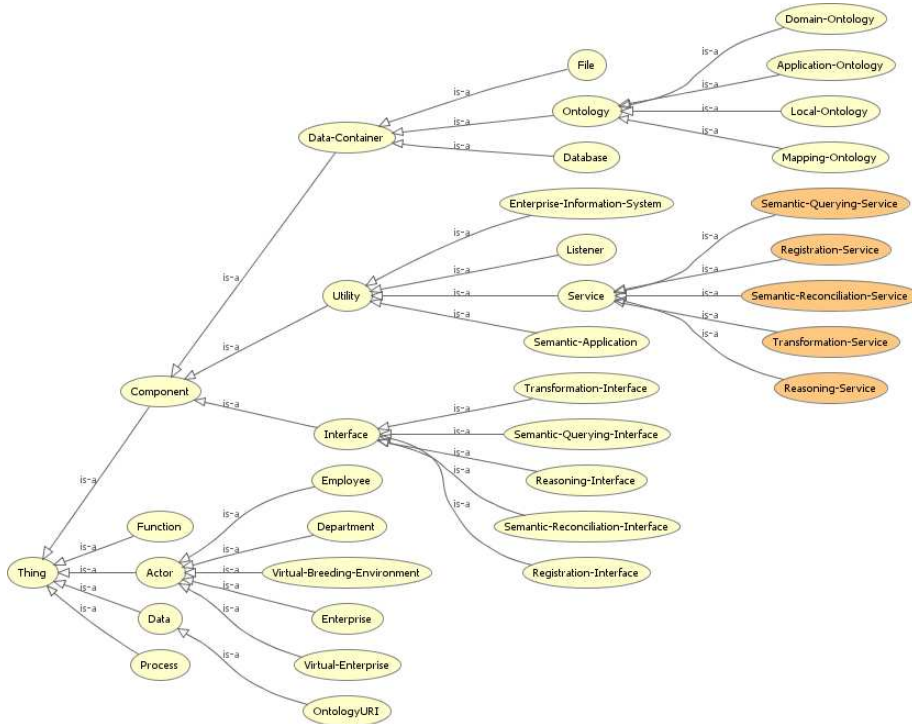 Domain-Ontology
is-a
File
Application-Ontology
is-a
is-a
Ontology
is-a
Local-Ontology
is-a
is-a
Data-Container
is-a
Database
Mapping-Ontology
Enterprise-Information-System
Semantic-Querying-Service
is-a
is-a
Listener
Registration-Service
is-a
is-a
is-a
Utility
is-a
Service
is-a
Semantic-Reconciliation-Service
is-a
is-a
Semantic-Application
Transformation-Service
is-a
is-a
Reasoning-Service
Component
Transformation-Interface
is-a
is-a
Interface
is-a
Semantic-Querying-Interface
is-a
Reasoning-Interface
is-a
is-a
Employee
is-a
Semantic-Reconciliation-Interface
is-a
Function
Department
is-a
is-a
Registration-Interface
Thing
is-a
Actor
is-a
Virtual-Breeding-Environment
is-a
is-a
Data
Enterprise
is-a
is-a
Process
is-a
Virtual-Enterprise
OntologyURI